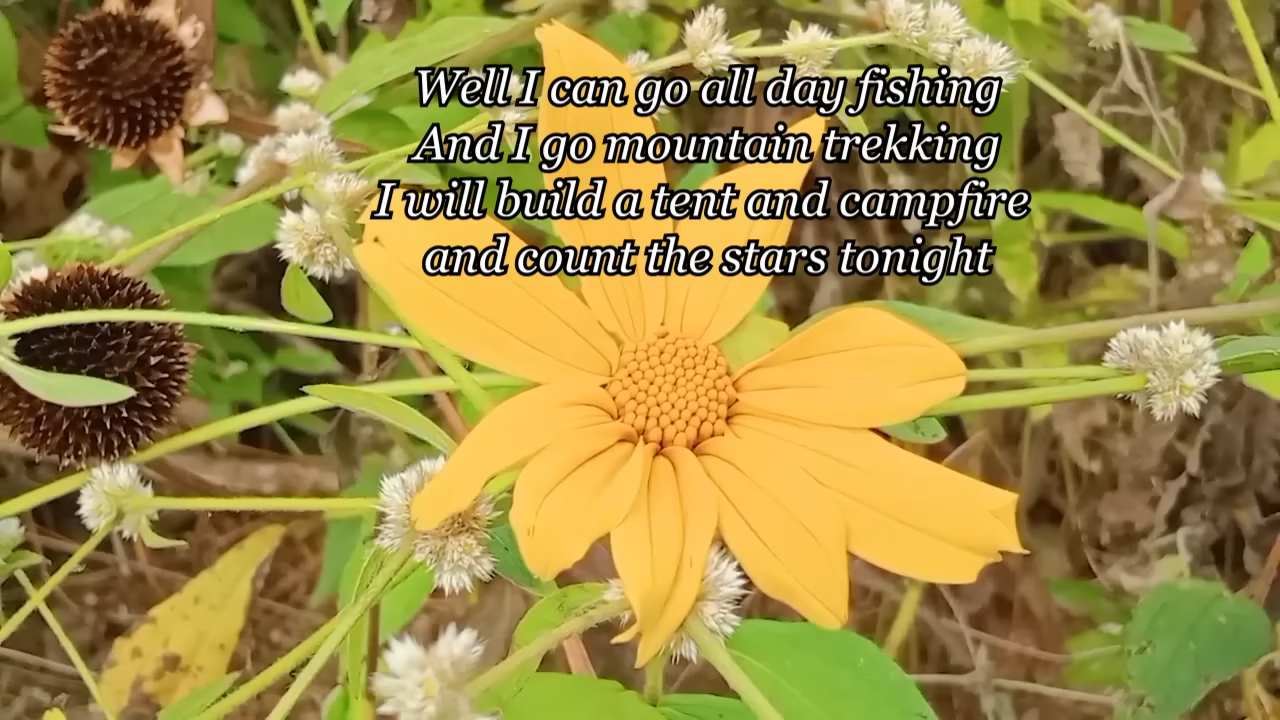 Well I can go all day fishing
And I go mountain trekking
I will build a tent and campfire
and count the stars tonight